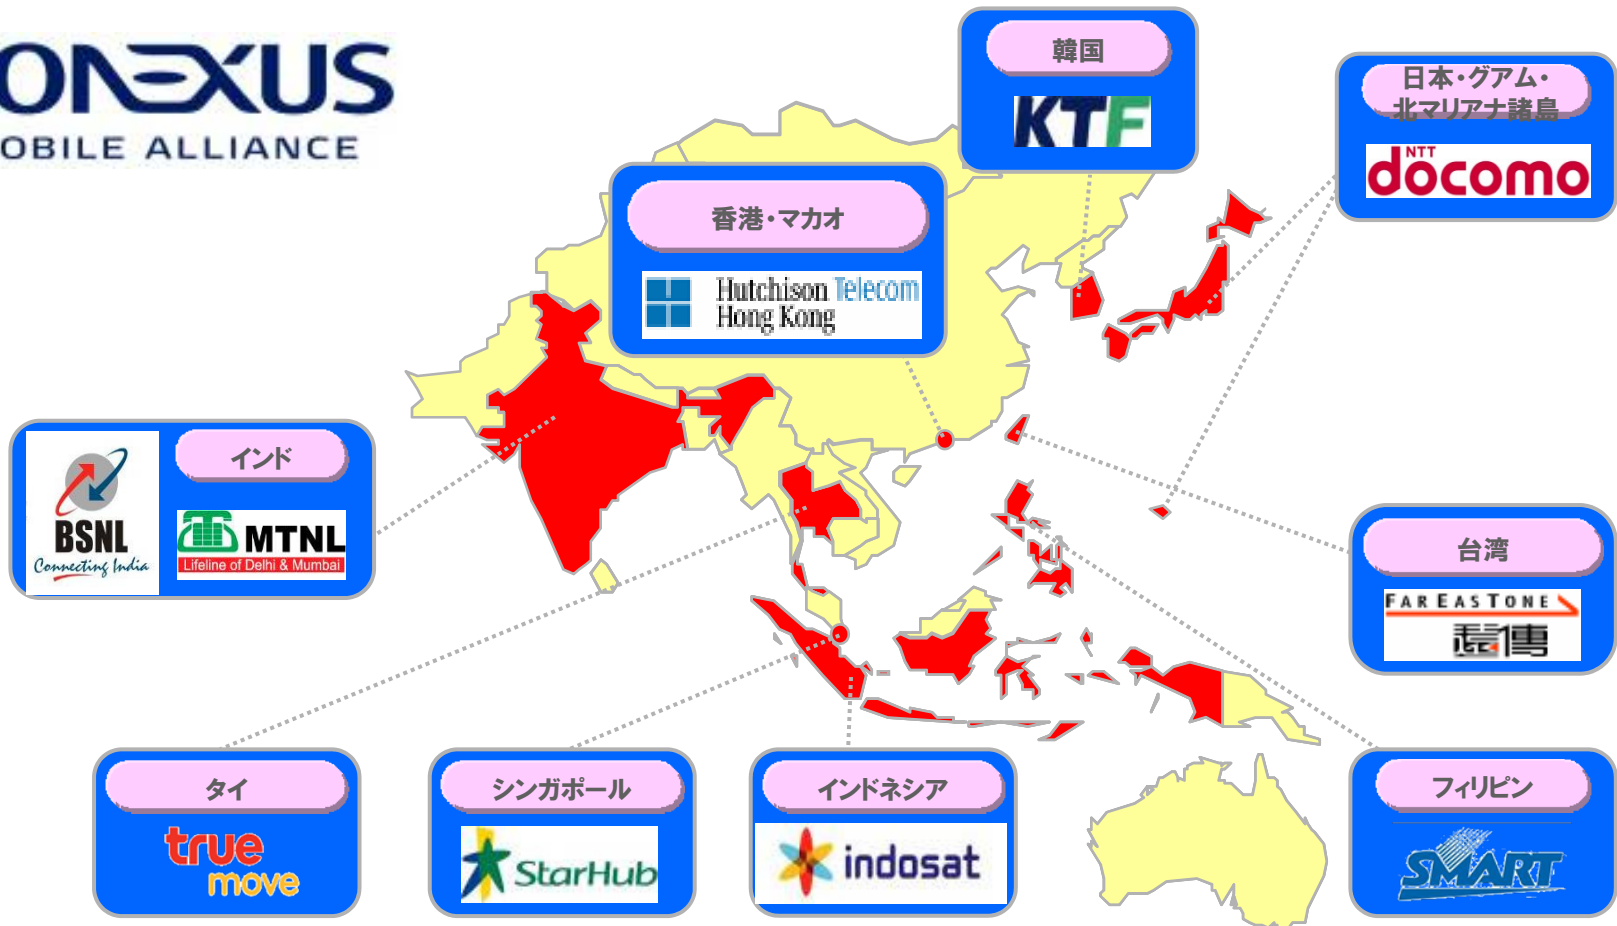 ONEXUS
OBILE ALLIANCE
韓国
KTF
日本・グアム・
北マリアナ諸島
NTT
docomo
香港・マカオ
Hutchison Telecom
Hong Kong
インド
BSNL
Connecting India
MTNL
Lifeline of Delhi & Mumbai
台湾
FAREASTONE
遠傳
タイ
true
move
シンガポール
StarHub
インドネシア
indosat
フィリピン
SMART